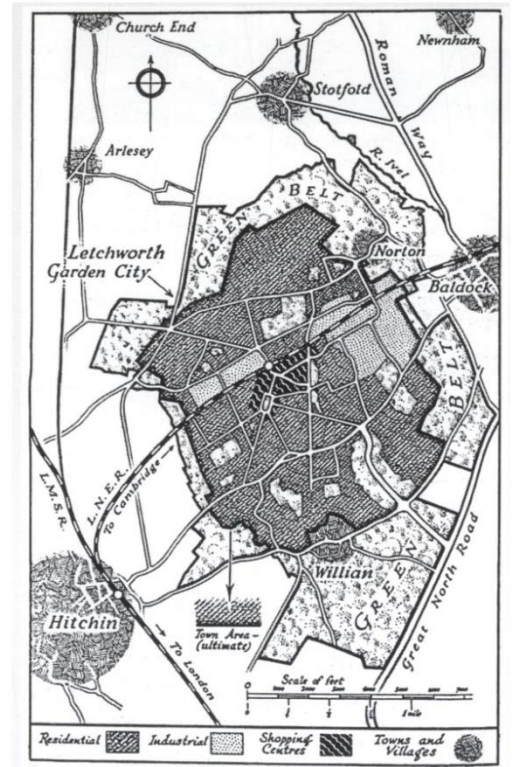 Church End
Newnham
Roman
Way
Stotfold
Arlesey
R. Ivel
GREEN BELT
Norton
Letchworth
Garden City
Baldock
BELT
L.M.S.R.
L.N.E.R.
To Cambridge
Great North Road
GREEN
Willian
Hitchin
Town Area -
(ultimate)
To London
Scale of feet
0
0
1 mile
Residential
Industrial
Shopping
Centres
Towns and
Villages